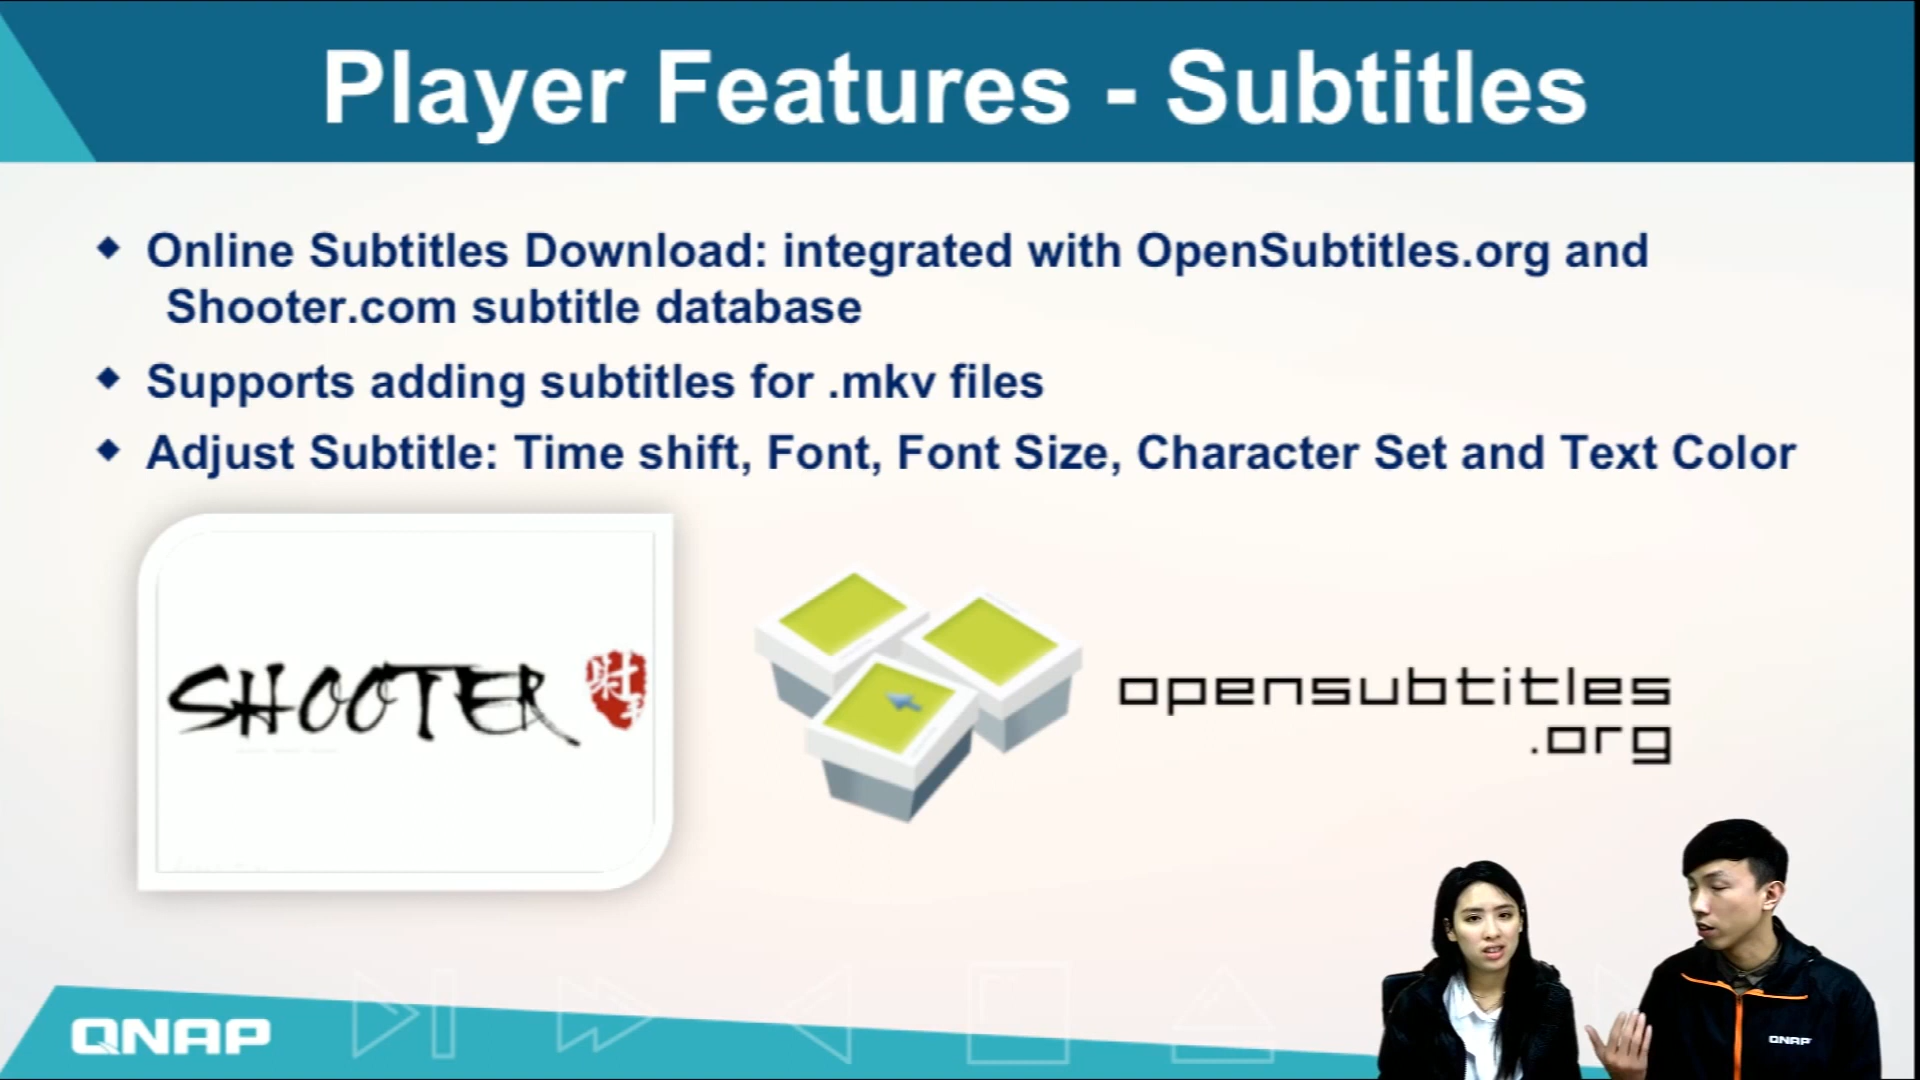 Player Features - Subtitles
◆ Online Subtitles Download: integrated with OpenSubtitles.org and
Shooter.com subtitle database
◆ Supports adding subtitles for .mkv files
◆ Adjust Subtitle: Time shift, Font, Font Size, Character Set and Text Color
SHOOTER 射手
opensubtitles
.org
QNAP
QNAP